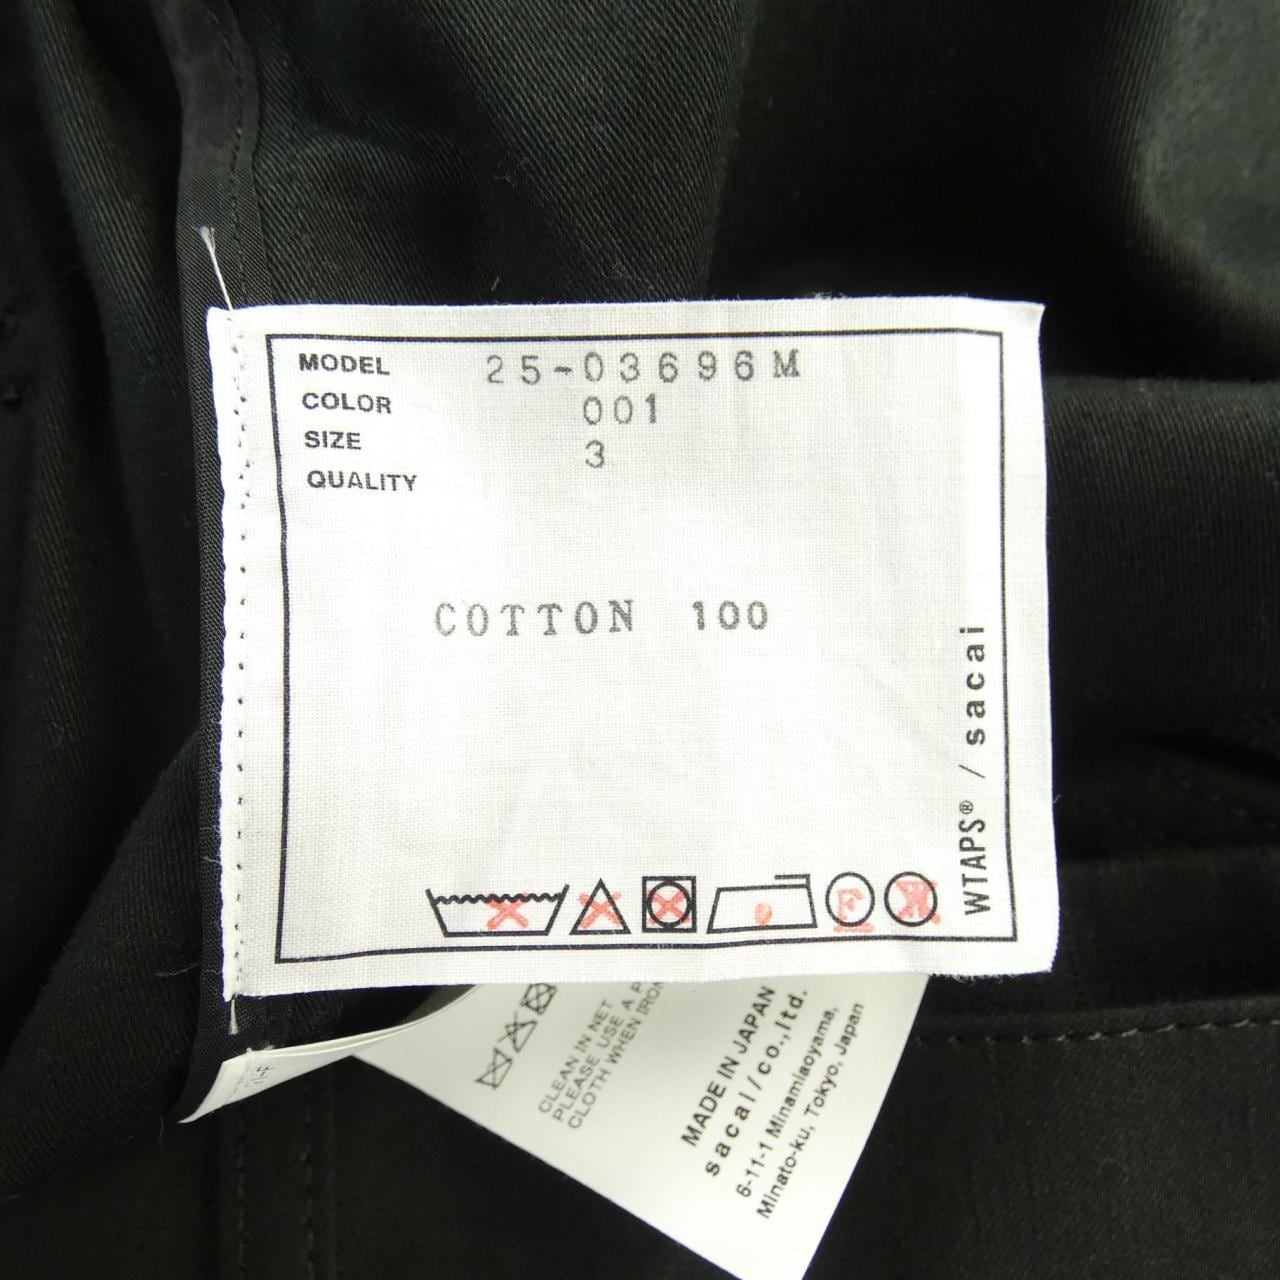 MODEL 25-03696M
COLOR 001
SIZE 3
QUALITY
COTTON 100
F
WTAPS® / sacai
CLEAN IN NET
PLEASE USE A
CLOTH WHEN IRON
MADE IN JAPAN
sacai/co.,ltd.
6-11-1 Minamiaoyama,
Minato-ku, Tokyo, Japan